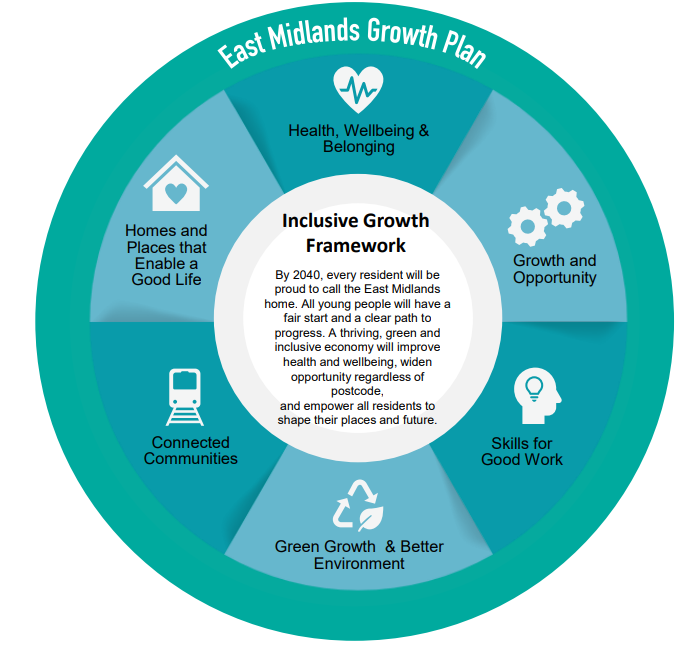 East Midlands Growth Plan
Health, Wellbeing &
Belonging
Growth and
Opportunity
Skills for
Good Work
Green Growth & Better
Environment
Connected
Communities
Homes and
Places that
Enable a
Good Life
Inclusive Growth
Framework
By 2040, every resident will be
proud to call the East Midlands
home. All young people will have a
fair start and a clear path to
progress. A thriving, green and
inclusive economy will improve
health and wellbeing, widen
opportunity regardless of
postcode,
and empower all residents to
shape their places and future.